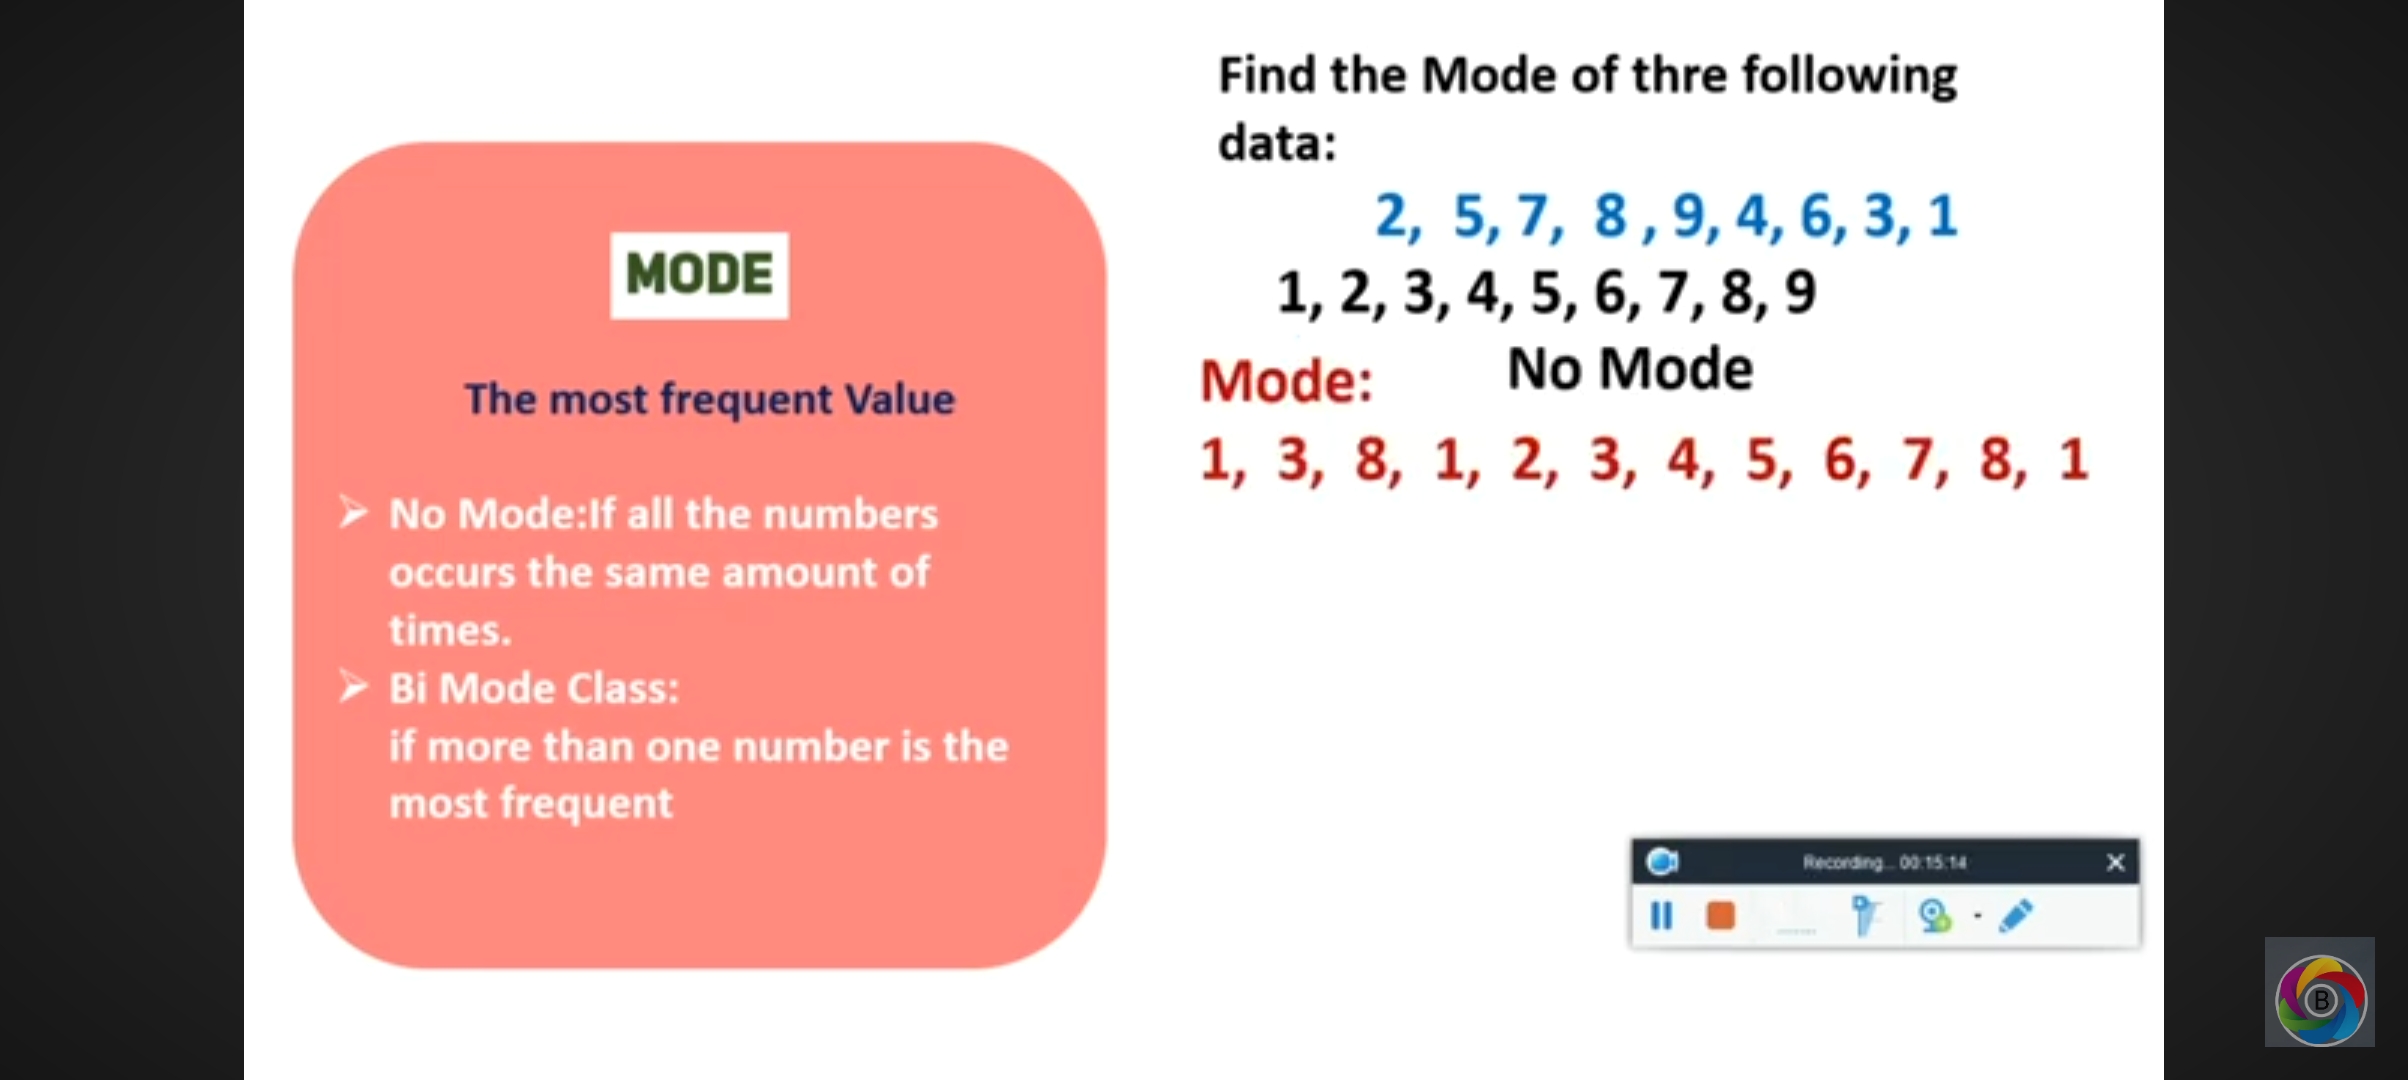 MODE
The most frequent Value
➢ No Mode:If all the numbers
occurs the same amount of
times.
➢ Bi Mode Class:
if more than one number is the
most frequent
Find the Mode of thre following
data:
2, 5, 7, 8 , 9, 4, 6, 3, 1
1, 2, 3, 4, 5, 6, 7, 8, 9
Mode: No Mode
1, 3, 8, 1, 2, 3, 4, 5, 6, 7, 8, 1
Recording... 00:15:14
B